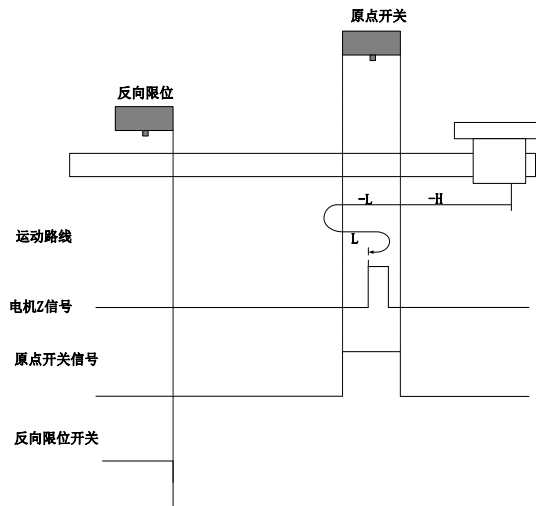 原点开关
反向限位
-L
-H
运动路线
L
电机Z信号
原点开关信号
反向限位开关